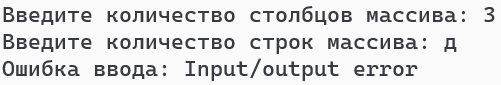 Введите количество столбцов массива: 3
Введите количество строк массива: д
Ошибка ввода: Input/output error